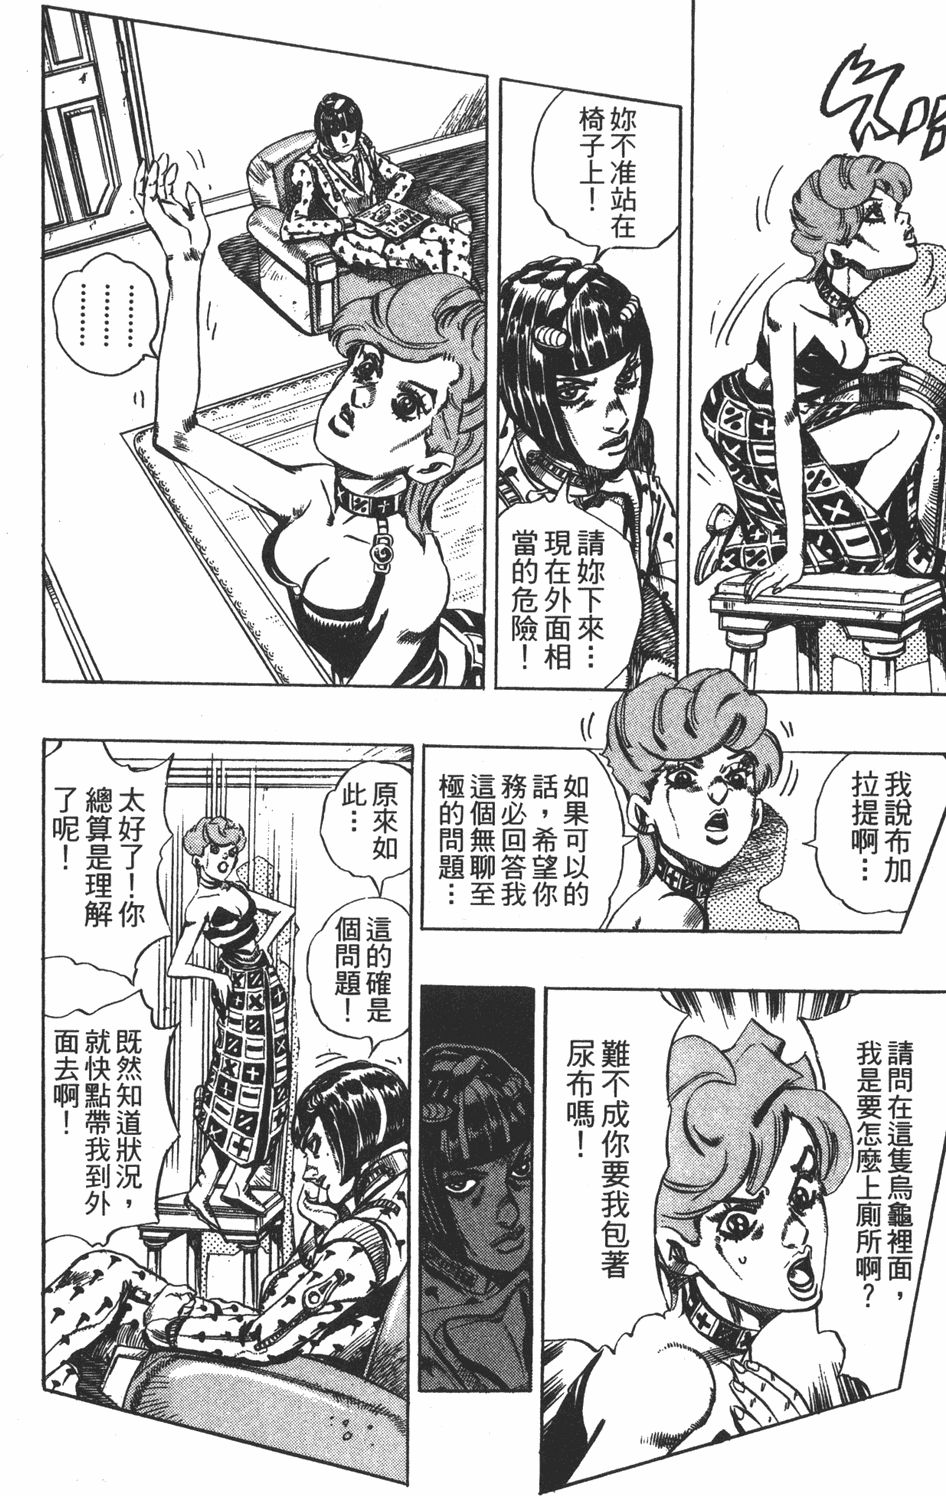 妳不准站在
椅子上！
請妳下來…
現在外面相
當的危險！
………
………
………
我說布加
拉提啊…
如果可以的
話，希望你
務必回答我
這個無聊至
極的問題…
請問在這隻烏龜裡面，
我是要怎麼上廁所啊？
難不成你要我包著
尿布嗎！
原來如
此…
這的確是
個問題！
太好了！你
總算是理解
了呢！
既然知道狀況，
就快點帶我到外
面去啊！